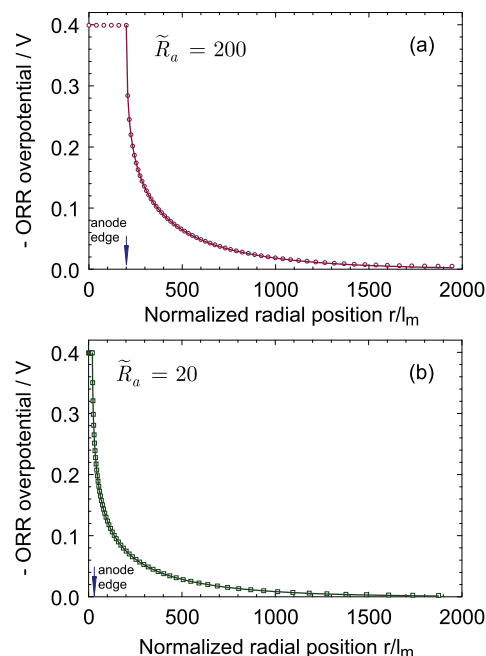 (a)
R̃ₐ = 200
- ORR overpotential / V
0.4
0.3
0.2
0.1
0.0
anode
edge
0 500 1000 1500 2000
Normalized radial position r/lₘ
(b)
R̃ₐ = 20
- ORR overpotential / V
0.4
0.3
0.2
0.1
0.0
anode
edge
0 500 1000 1500 2000
Normalized radial position r/lₘ